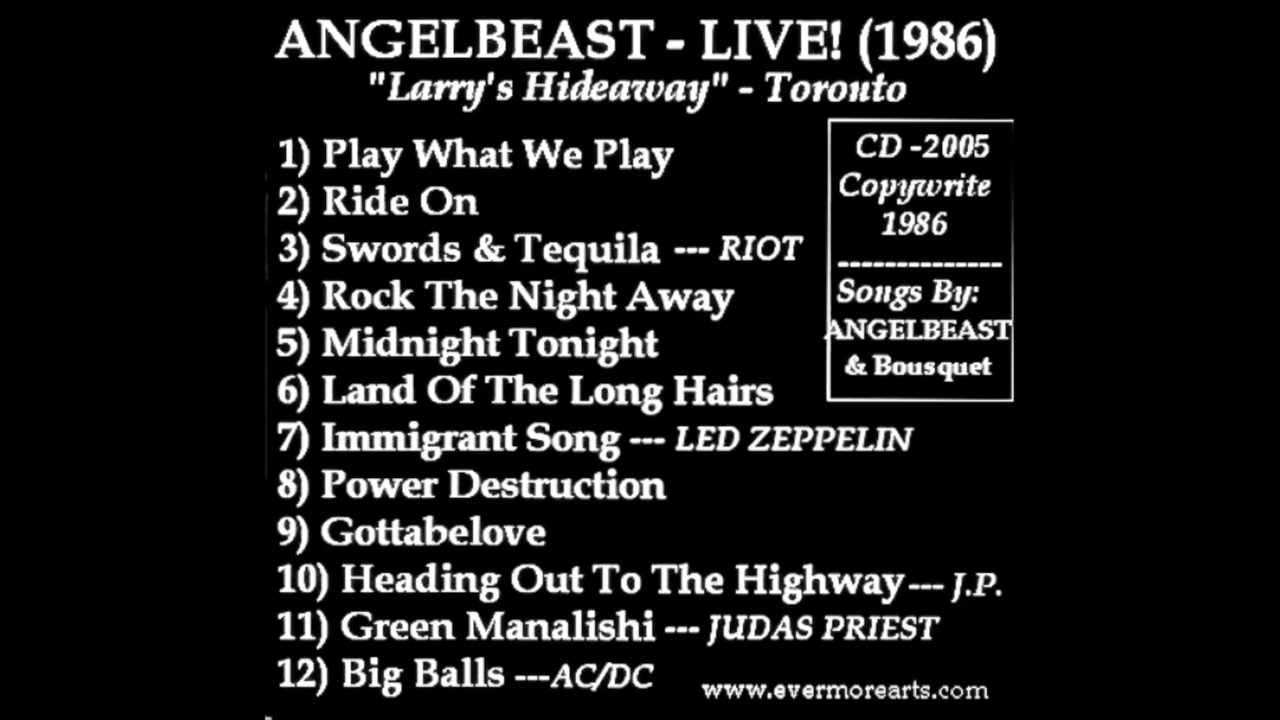 ANGELBEAST - LIVE! (1986)
"Larry's Hideaway" - Toronto
1) Play What We Play
2) Ride On
3) Swords & Tequila --- RIOT
4) Rock The Night Away
5) Midnight Tonight
6) Land Of The Long Hairs
7) Immigrant Song --- LED ZEPPELIN
8) Power Destruction
9) Gottabelove
10) Heading Out To The Highway --- J.P.
11) Green Manalishi --- JUDAS PRIEST
12) Big Balls ---AC/DC
CD -2005
Copywrite
1986
--------------
Songs By:
ANGELBEAST
& Bousquet
www.evermorearts.com